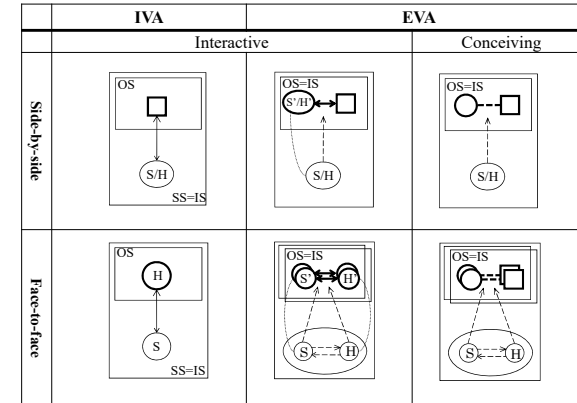 IVA EVA
Interactive Conceiving
Side-by-side
OS
S/H
SS=IS
OS=IS
S'/H'
S/H
OS=IS
S/H
Face-to-face
OS
H
S
SS=IS
OS=IS
S' H'
S H
OS=IS
S H